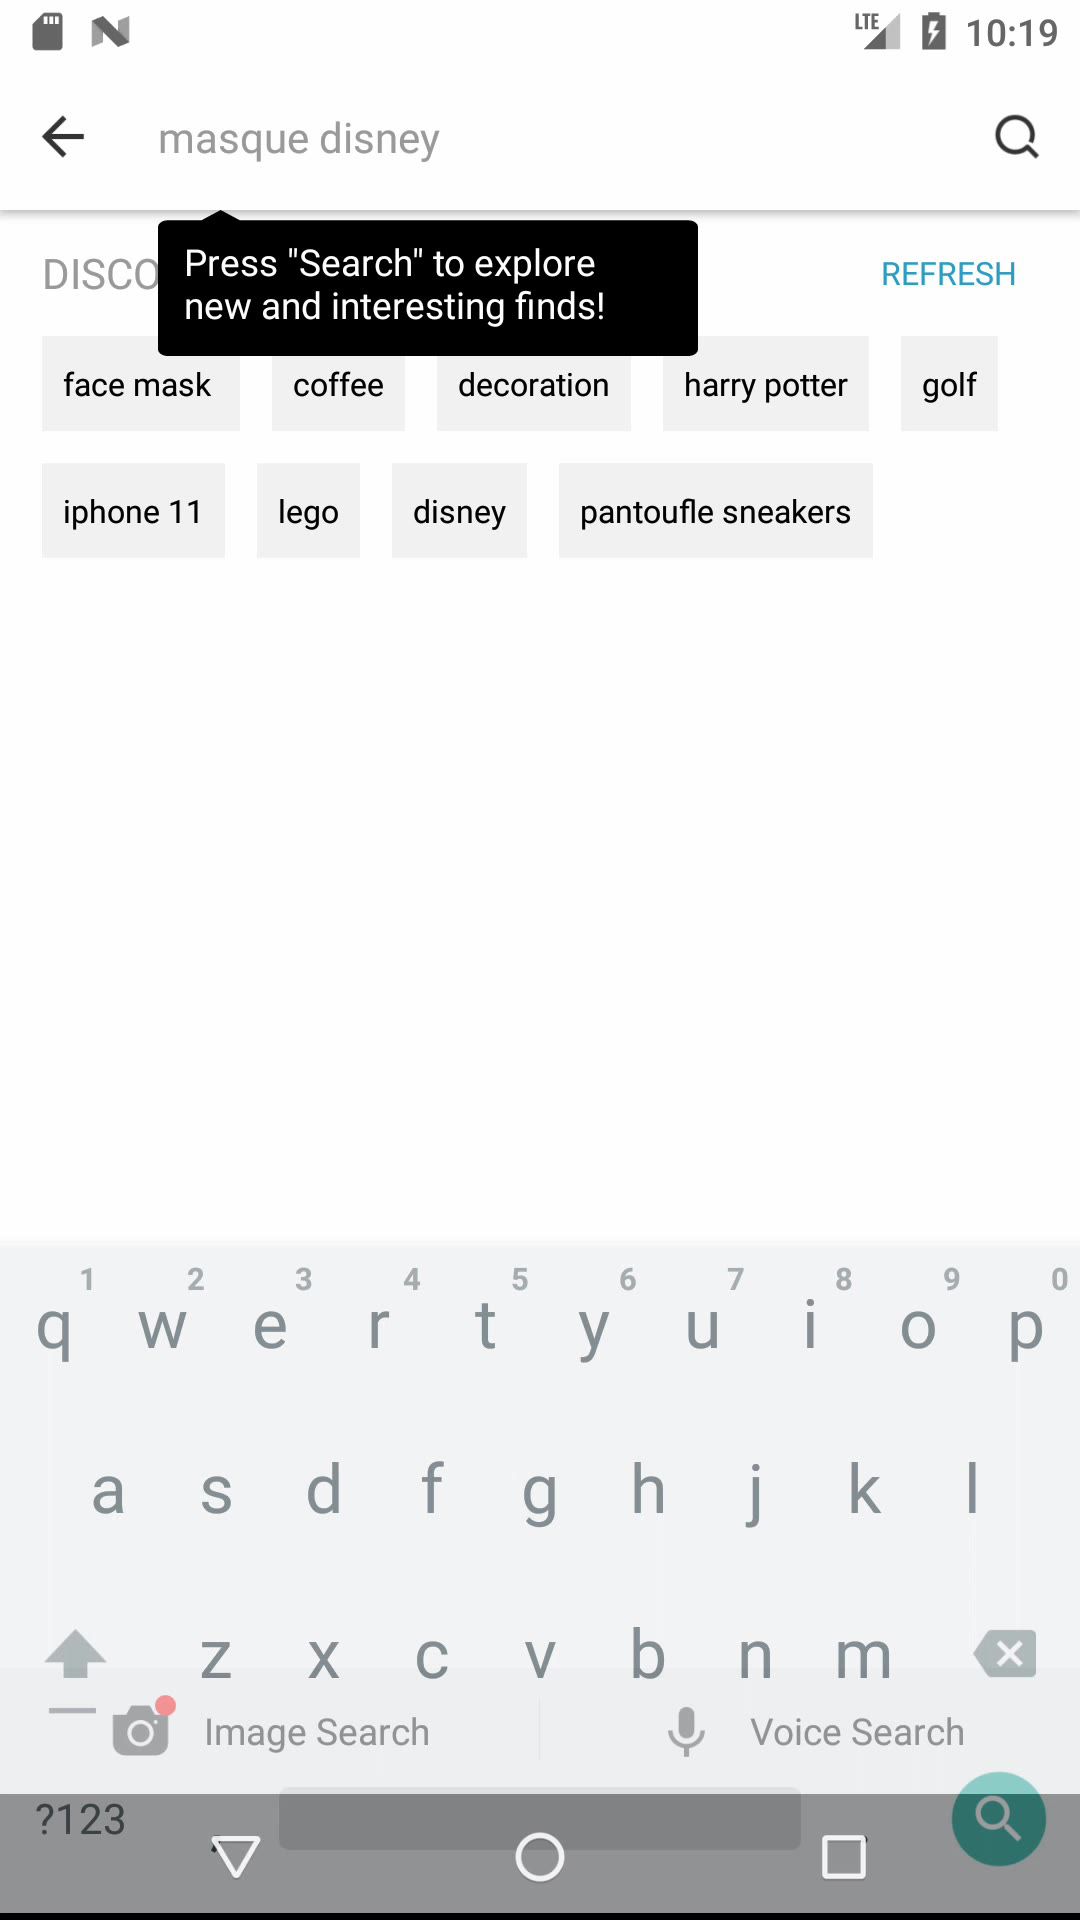 LTE 10:19
masque disney
Press "Search" to explore
new and interesting finds!
DISCO
REFRESH
face mask coffee decoration harry potter golf
iphone 11 lego disney pantoufle sneakers
1 2 3 4 5 6 7 8 9 0
q w e r t y u i o p
a s d f g h j k l
z x c v b n m
Image Search Voice Search
?123